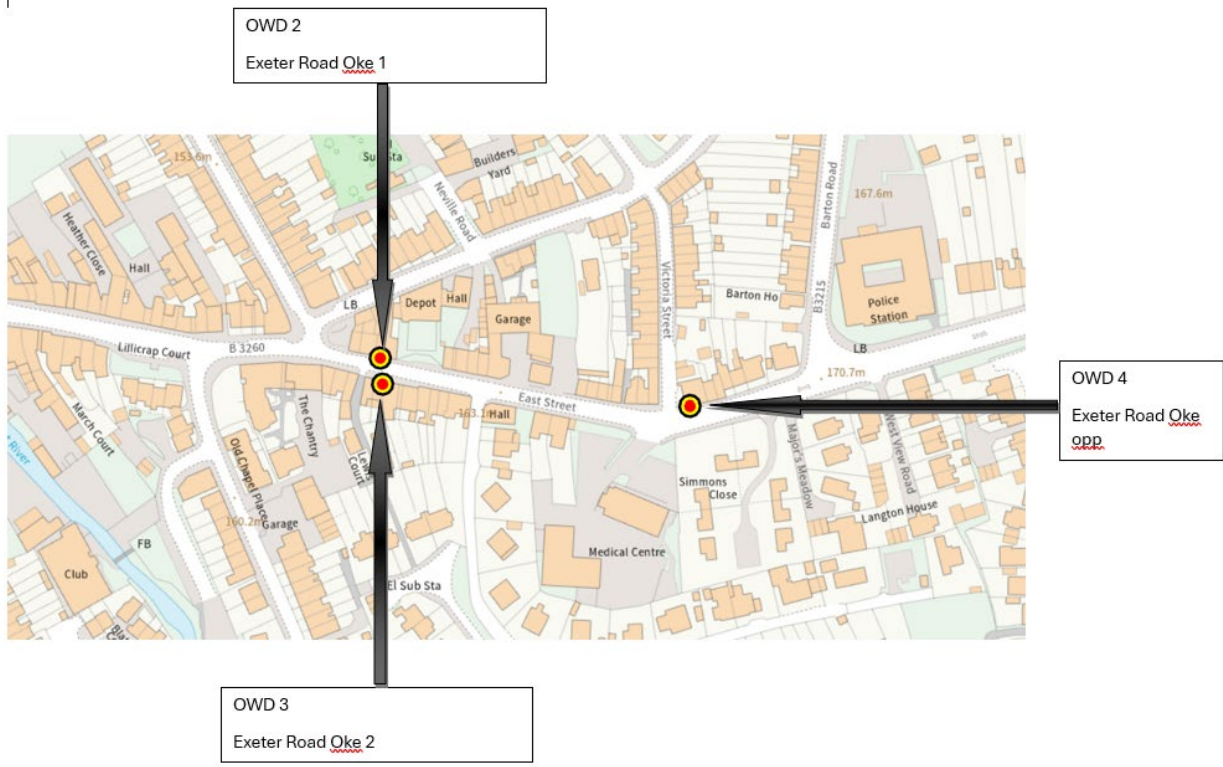 OWD 2
Exeter Road Oke 1
153.6m
Sub Sta
Builders
Yard
Neville Road
Heather Close
Hall
LB
Depot
Hall
Garage
Victoria Street
Barton Ho
Barton Road
B3215
167.6m
Police
Station
LB
Lillicrap Court
B 3260
170.7m
OWD 4
Exeter Road Oke
opp
March Court
The Chantry
Old Chapel Place
Court
163.1m
Hall
East Street
Simmons
Close
Major's Meadow
West View Road
Langton House
River
160.2m
Garage
FB
Club
El Sub Sta
Medical Centre
OWD 3
Exeter Road Oke 2